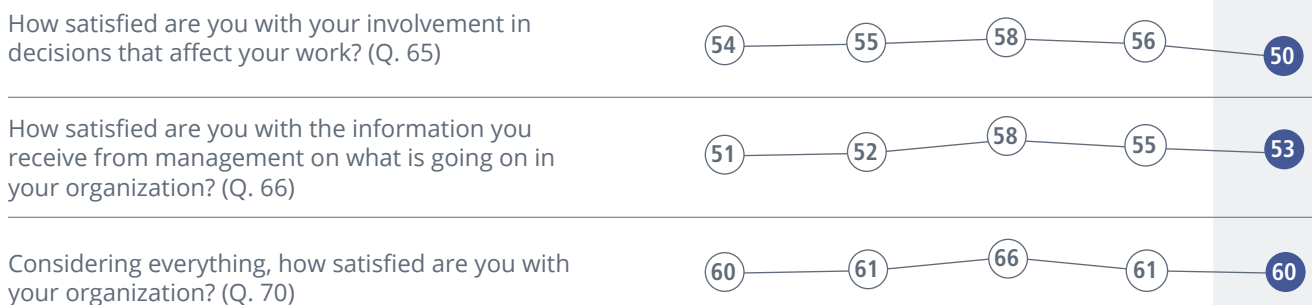 How satisfied are you with your involvement in
decisions that affect your work? (Q. 65)
54 55 58 56 50
How satisfied are you with the information you
receive from management on what is going on in
your organization? (Q. 66)
51 52 58 55 53
Considering everything, how satisfied are you with
your organization? (Q. 70)
60 61 66 61 60